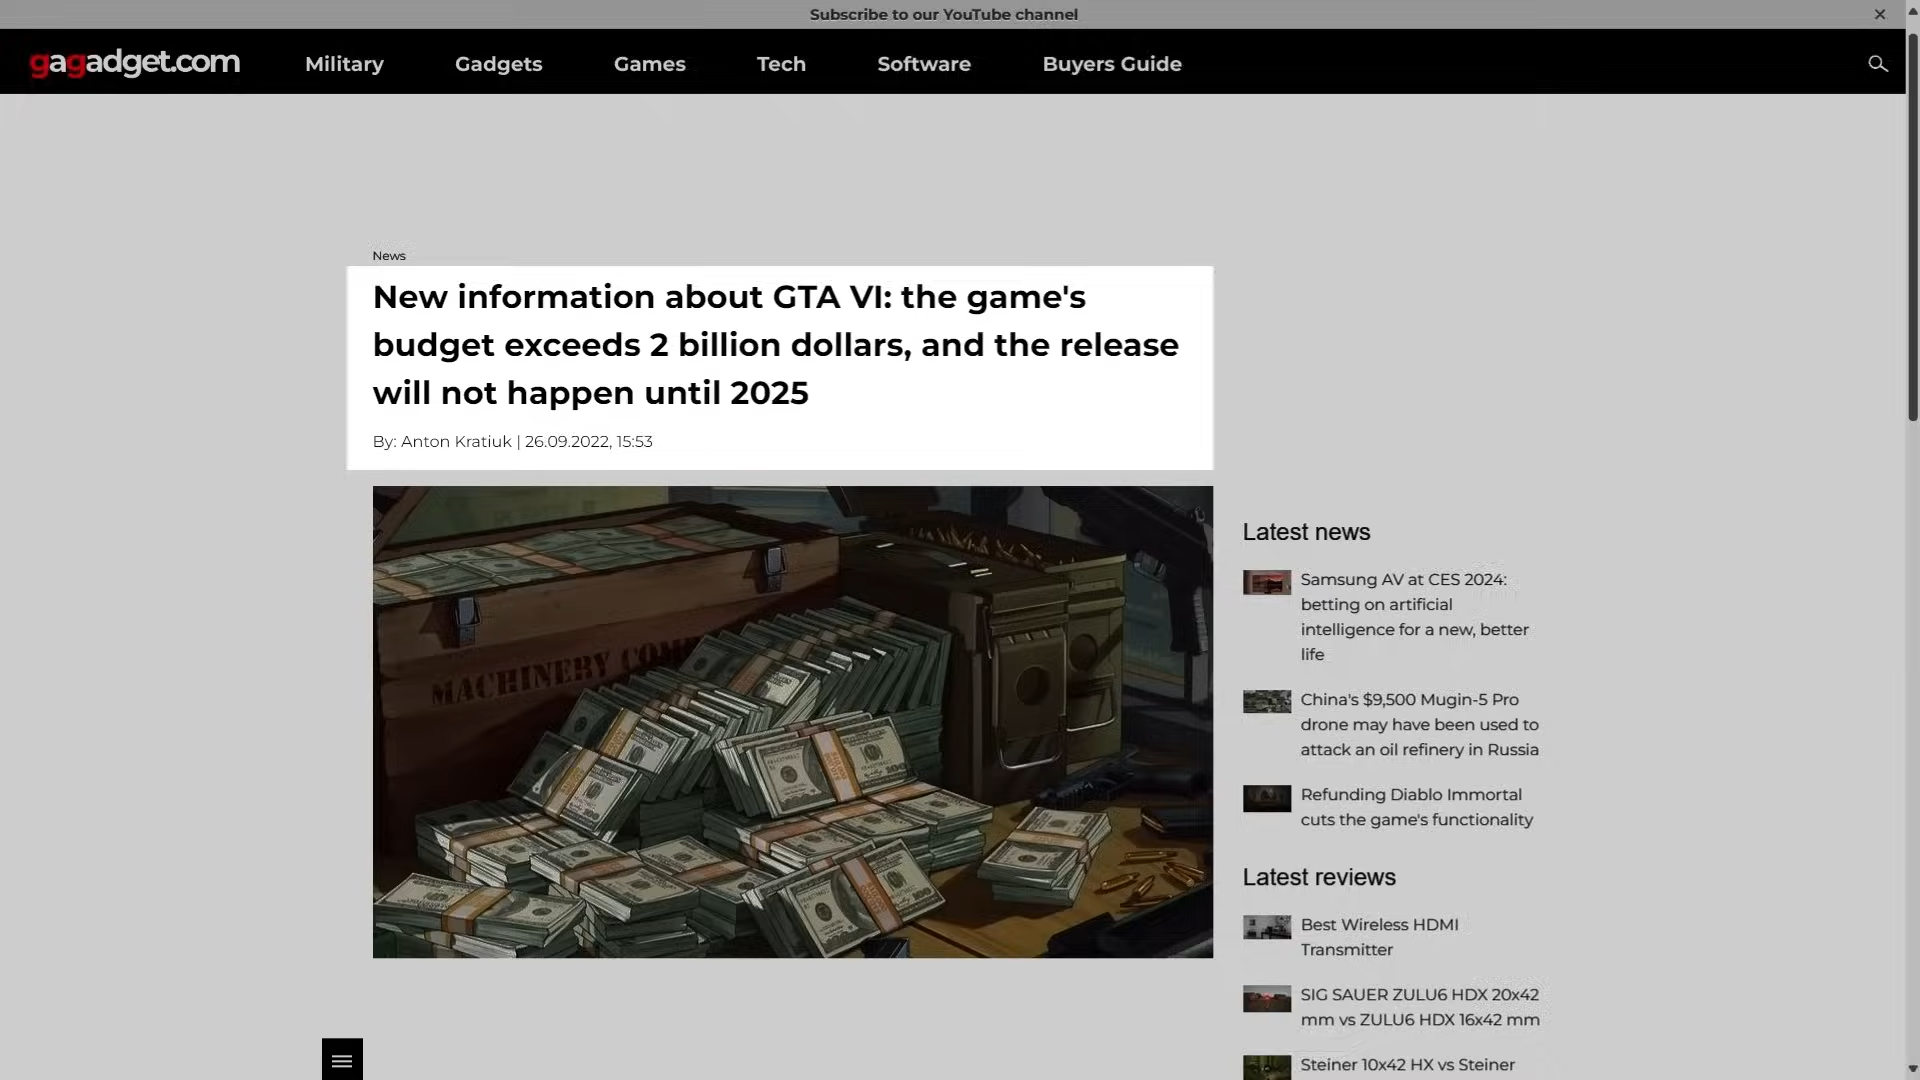 Subscribe to our YouTube channel
gagadget.com
Military
Gadgets
Games
Tech
Software
Buyers Guide
News
New information about GTA VI: the game's
budget exceeds 2 billion dollars, and the release
will not happen until 2025
By: Anton Kratiuk | 26.09.2022, 15:53
MACHINERY COM
Latest news
Samsung AV at CES 2024:
betting on artificial
intelligence for a new, better
life
China's $9,500 Mugin-5 Pro
drone may have been used to
attack an oil refinery in Russia
Refunding Diablo Immortal
cuts the game's functionality
Latest reviews
Best Wireless HDMI
Transmitter
SIG SAUER ZULU6 HDX 20x42
mm vs ZULU6 HDX 16x42 mm
Steiner 10x42 HX vs Steiner